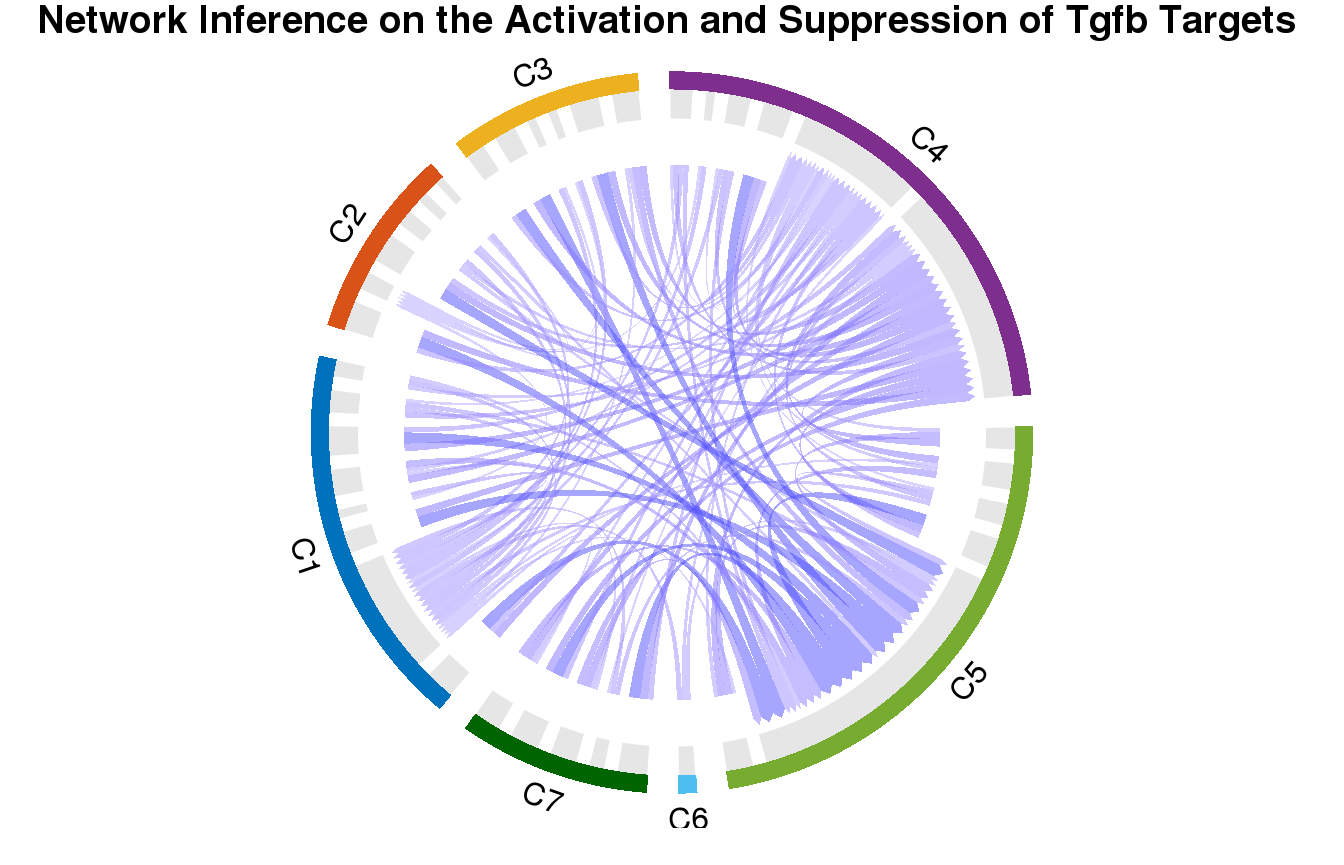 Network Inference on the Activation and Suppression of Tgfb Targets
C3
C4
C2
C1
C5
C7
C6